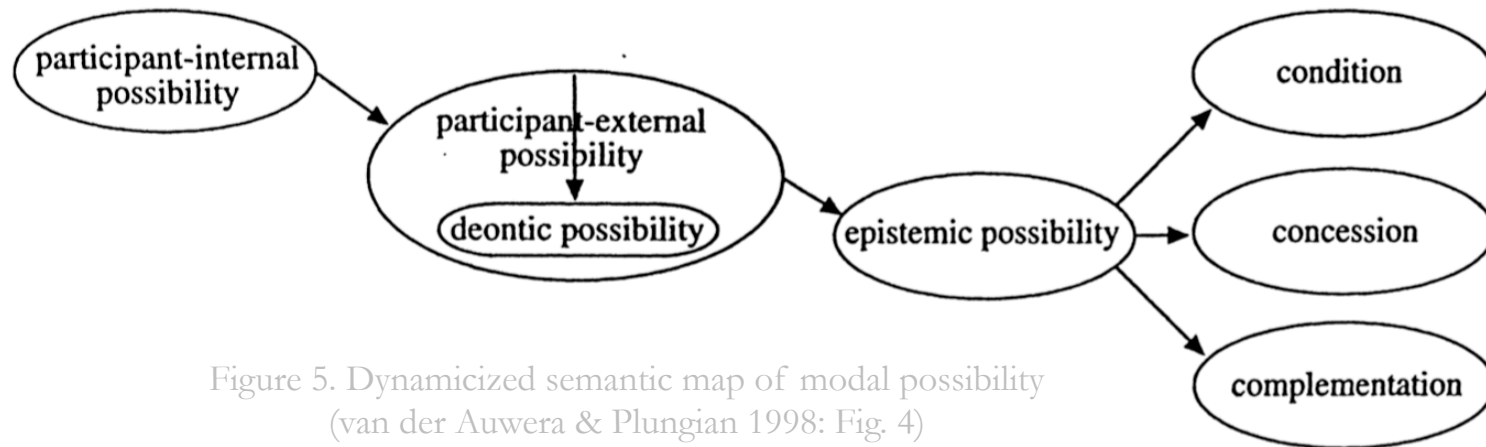 participant-internal
possibility
participant-external
possibility
deontic possibility
epistemic possibility
condition
concession
complementation
Figure 5. Dynamicized semantic map of modal possibility
(van der Auwera & Plungian 1998: Fig. 4)